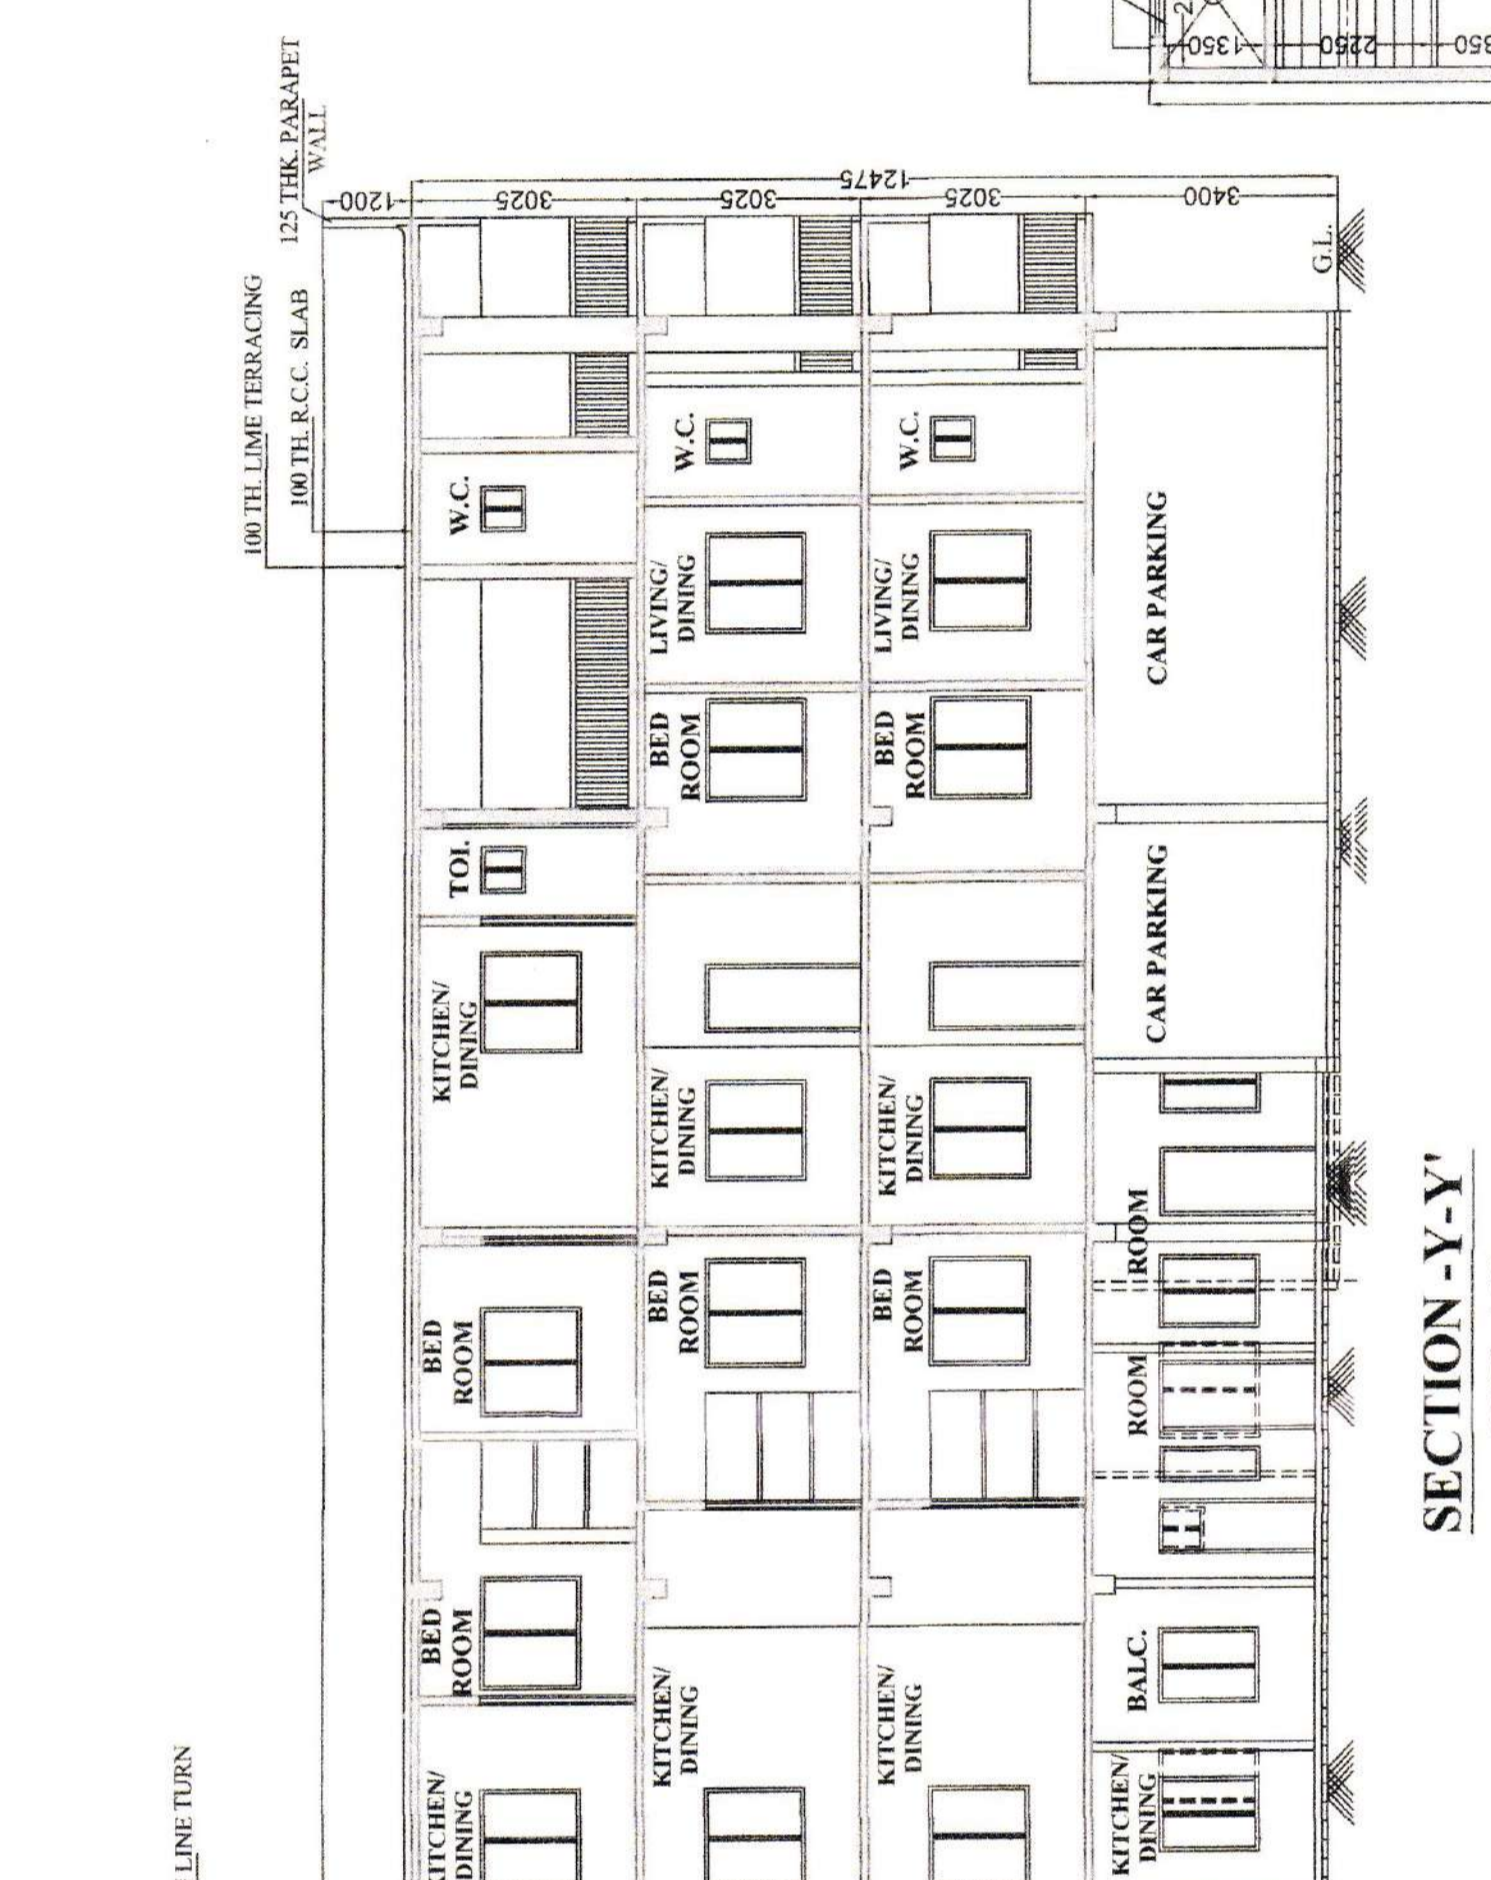 125 THK. PARAPET
WALL
100 TH. LIME TERRACING
100 TH. R.C.C. SLAB
1200
3025
3025
3025
3400
12475
1350
2250
G.L.
W.C.
TOI.
KITCHEN/
DINING
BED
ROOM
BED
ROOM
KITCHEN/
DINING
W.C.
LIVING/
DINING
BED
ROOM
KITCHEN/
DINING
BED
ROOM
KITCHEN/
DINING
W.C.
LIVING/
DINING
BED
ROOM
KITCHEN/
DINING
BED
ROOM
KITCHEN/
DINING
CAR PARKING
CAR PARKING
ROOM
ROOM
BALC.
KITCHEN/
DINING
LINE TURN
SECTION -Y-Y'